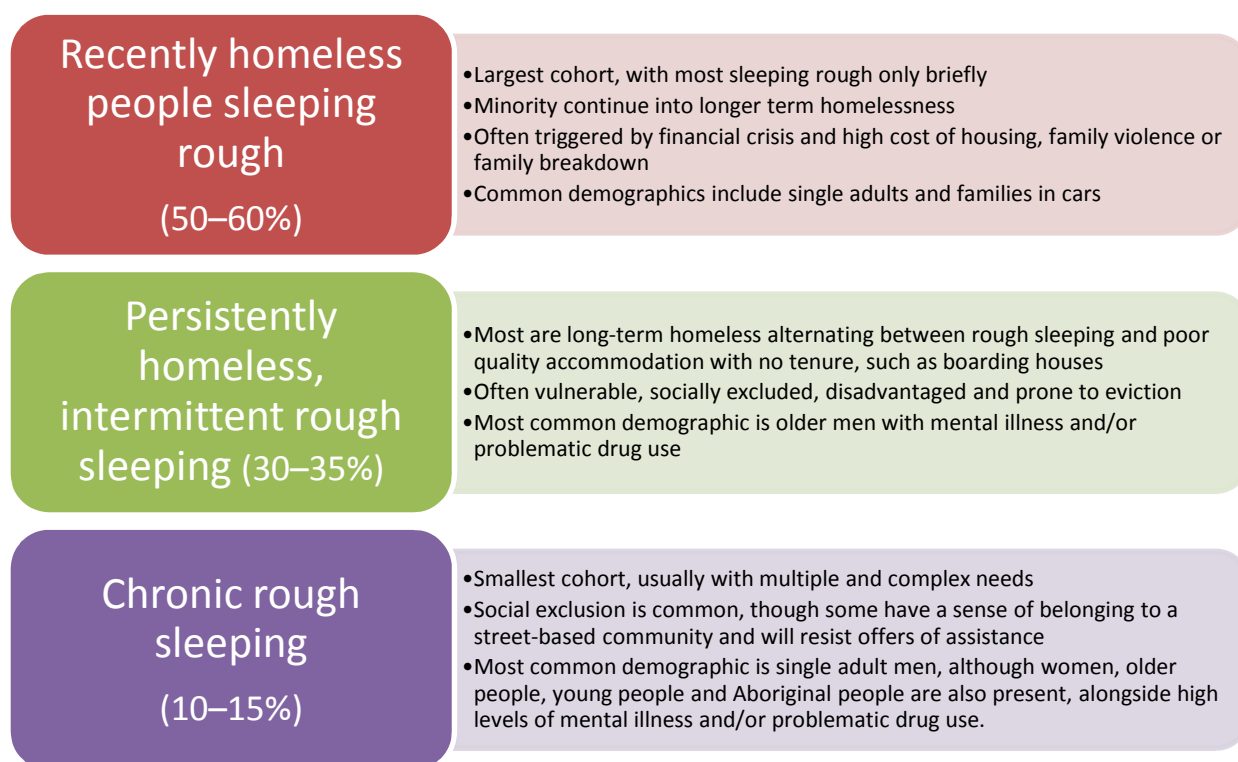 Recently homeless
people sleeping
rough
(50–60%)
•Largest cohort, with most sleeping rough only briefly
•Minority continue into longer term homelessness
•Often triggered by financial crisis and high cost of housing, family violence or
family breakdown
•Common demographics include single adults and families in cars
Persistently
homeless,
intermittent rough
sleeping (30–35%)
•Most are long-term homeless alternating between rough sleeping and poor
quality accommodation with no tenure, such as boarding houses
•Often vulnerable, socially excluded, disadvantaged and prone to eviction
•Most common demographic is older men with mental illness and/or
problematic drug use
Chronic rough
sleeping
(10–15%)
•Smallest cohort, usually with multiple and complex needs
•Social exclusion is common, though some have a sense of belonging to a
street-based community and will resist offers of assistance
•Most common demographic is single adult men, although women, older
people, young people and Aboriginal people are also present, alongside high
levels of mental illness and/or problematic drug use.